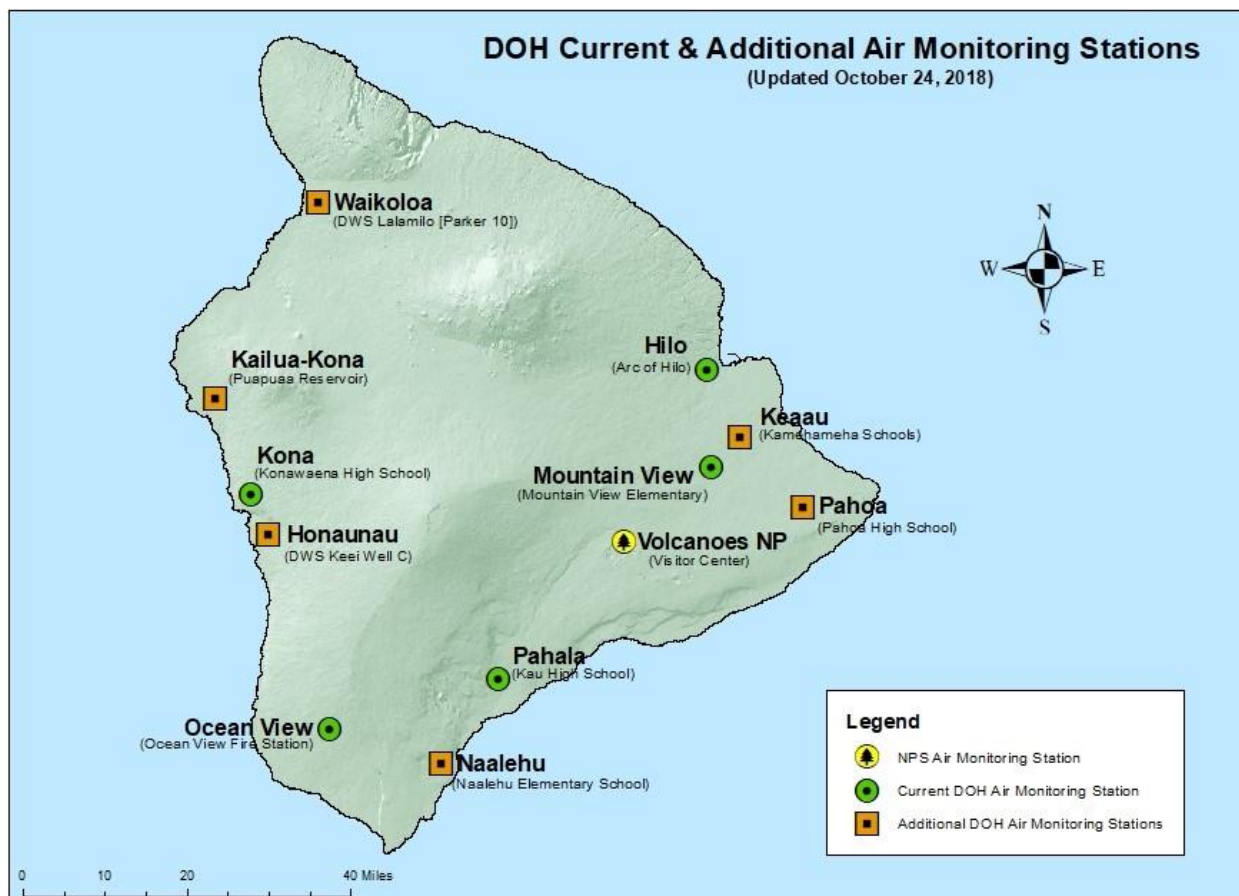 DOH Current & Additional Air Monitoring Stations
(Updated October 24, 2018)
Waikoloa
(DWS Lalamilo [Parker 10])
N
W
E
S
Hilo
(Arc of Hilo)
Kailua-Kona
(Puapuaa Reservoir)
Keaau
(Kamehameha Schools)
Kona
(Konawaena High School)
Mountain View
(Mountain View Elementary)
Pahoa
(Pahoa High School)
Honaunau
(DWS Keei Well C)
Volcanoes NP
(Visitor Center)
Pahala
(Kau High School)
Ocean View
(Ocean View Fire Station)
Naalehu
(Naalehu Elementary School)
Legend
NPS Air Monitoring Station
Current DOH Air Monitoring Station
Additional DOH Air Monitoring Stations
0 10 20 40 Miles